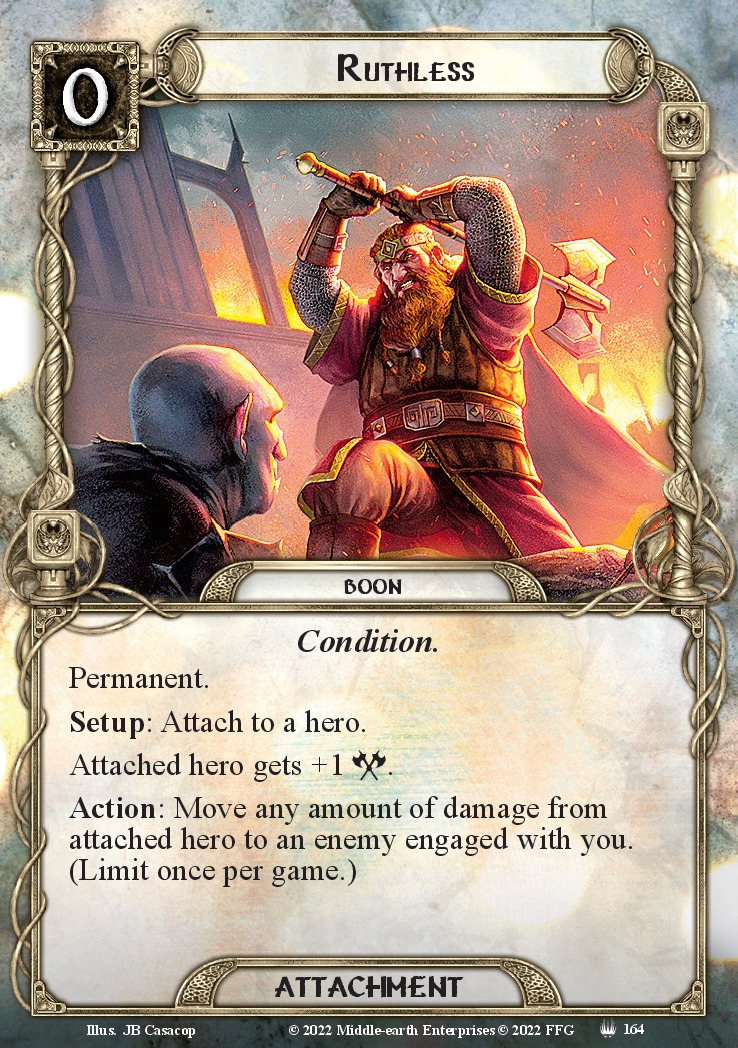 0
Ruthless
BOON
Condition.
Permanent.
Setup: Attach to a hero.
Attached hero gets +1 .
Action: Move any amount of damage from
attached hero to an enemy engaged with you.
(Limit once per game.)
ATTACHMENT
Illus. JB Casacop © 2022 Middle-earth Enterprises © 2022 FFG 164